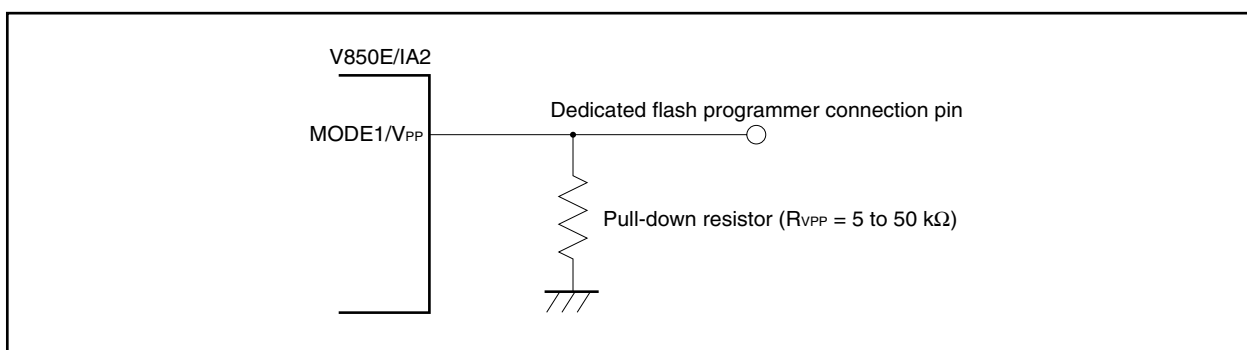 V850E/IA2
Dedicated flash programmer connection pin
MODE1/VPP
Pull-down resistor (RVPP = 5 to 50 kΩ)